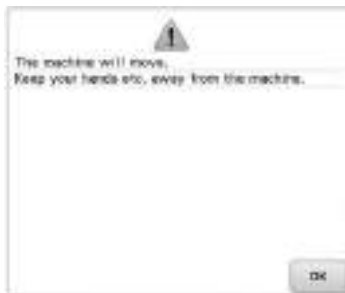 The machine will move.
Keep your hands etc. away from the machine.
OK